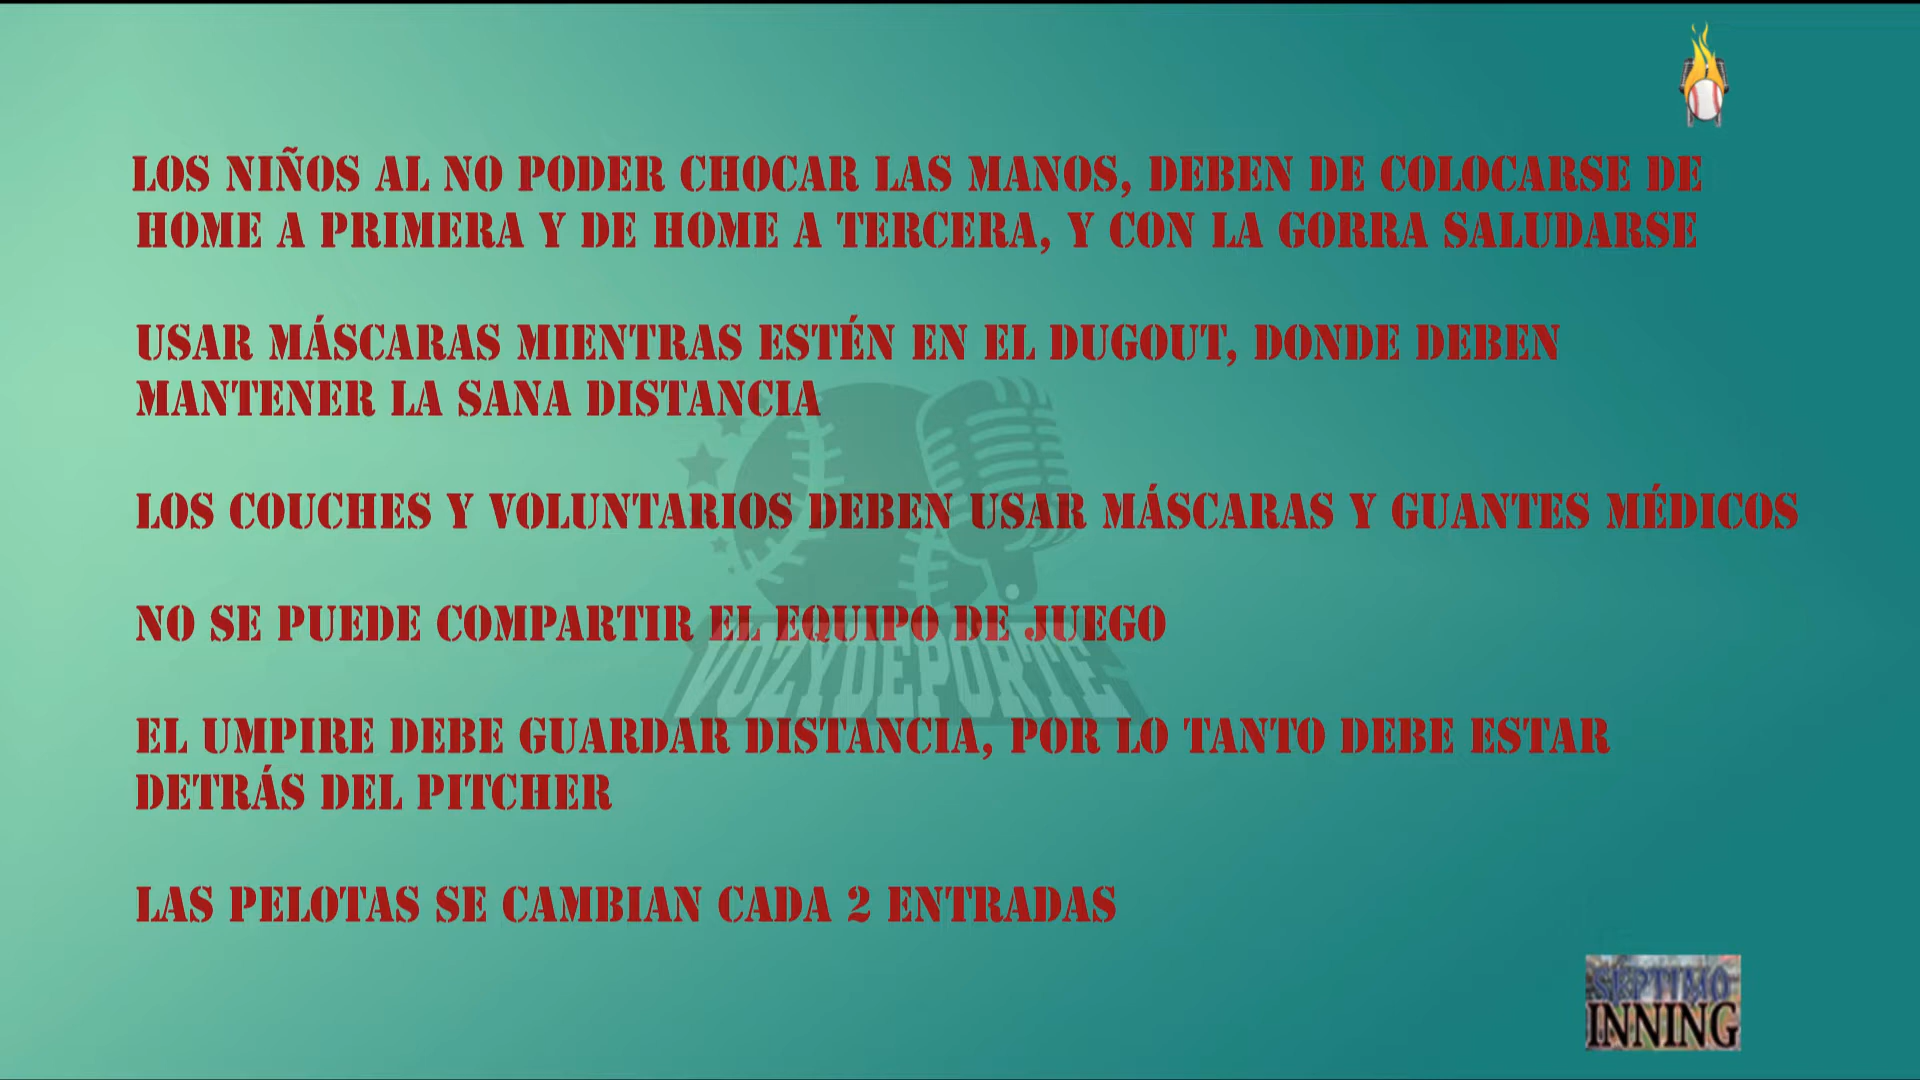 LOS NIÑOS AL NO PODER CHOCAR LAS MANOS, DEBEN DE COLOCARSE DE
HOME A PRIMERA Y DE HOME A TERCERA, Y CON LA GORRA SALUDARSE
USAR MÁSCARAS MIENTRAS ESTÉN EN EL DUGOUT, DONDE DEBEN
MANTENER LA SANA DISTANCIA
LOS COUCHES Y VOLUNTARIOS DEBEN USAR MÁSCARAS Y GUANTES MÉDICOS
NO SE PUEDE COMPARTIR EL EQUIPO DE JUEGO
VOZYDEPORTE
EL UMPIRE DEBE GUARDAR DISTANCIA, POR LO TANTO DEBE ESTAR
DETRÁS DEL PITCHER
LAS PELOTAS SE CAMBIAN CADA 2 ENTRADAS
SÉPTIMO
INNING